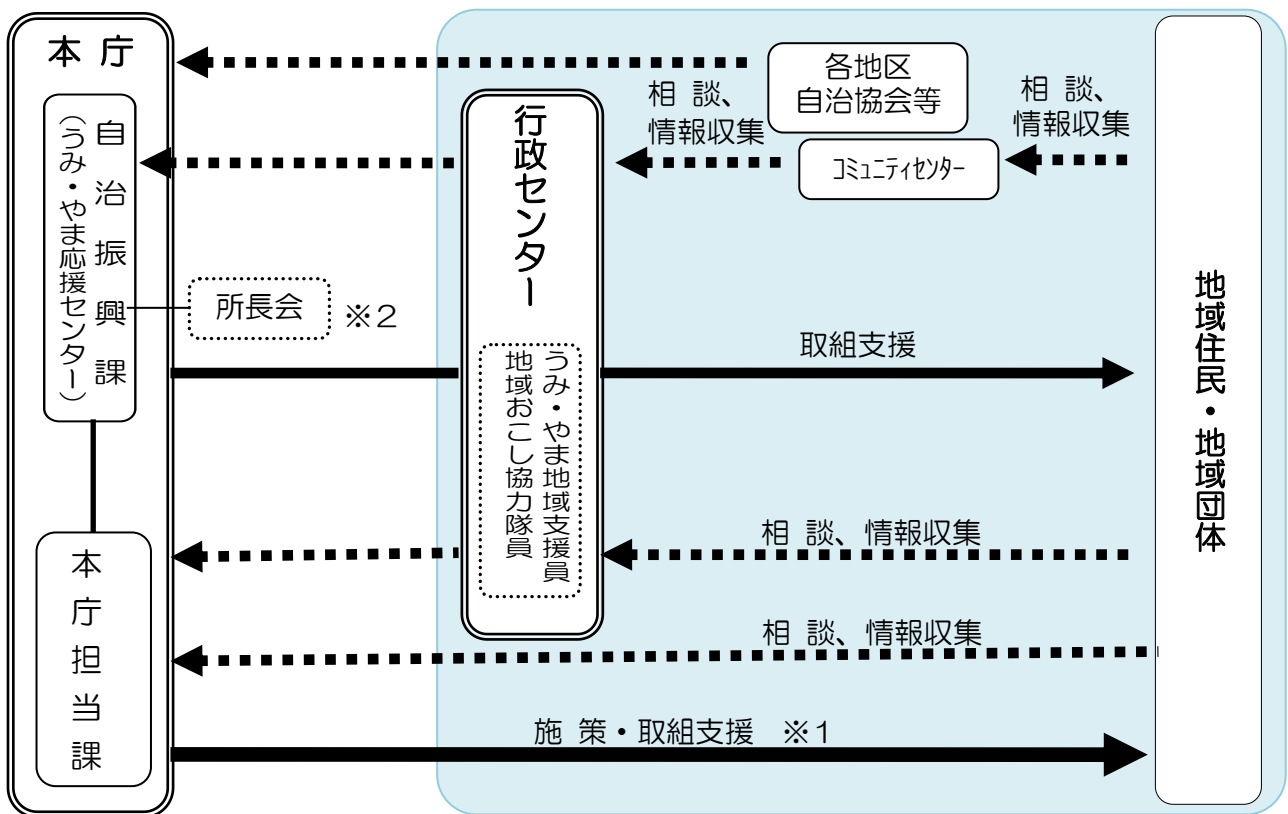 本 庁
自治振興課
（うみ・やま応援センター）
所長会
※２
本庁担当課
行政センター
うみ・やま地域支援員
地域おこし協力隊員
各地区
自治協会等
相 談、
情報収集
コミュニティセンター
相 談、
情報収集
取組支援
相 談、情報収集
相 談、情報収集
施 策・取組支援 ※１
地域住民・地域団体